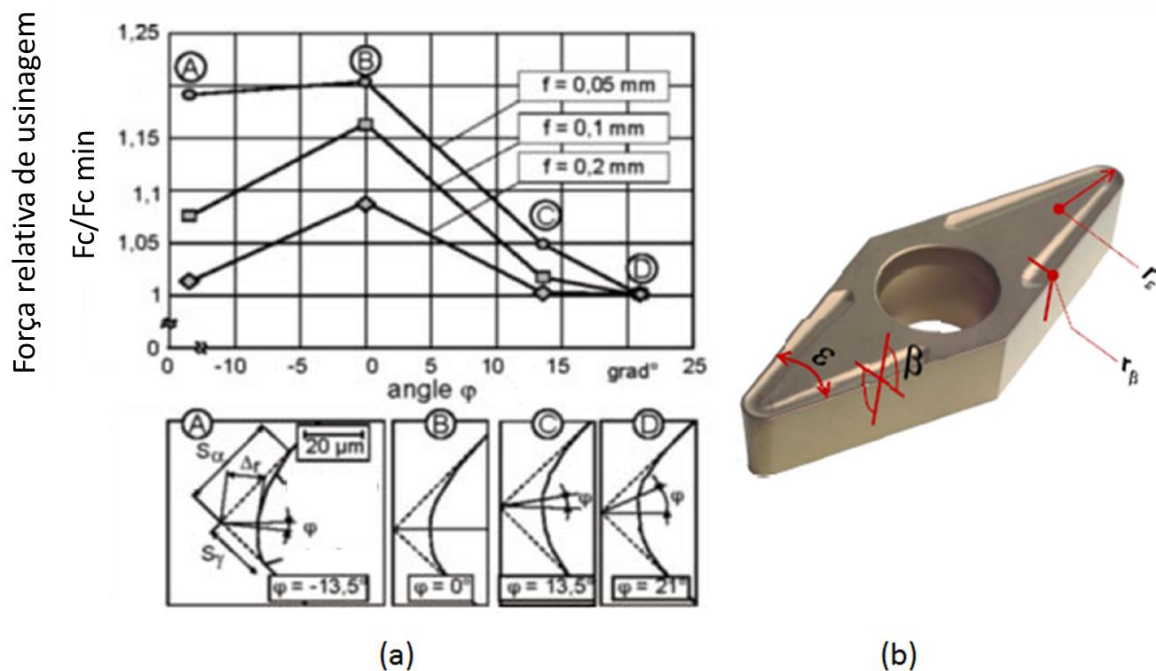 Força relativa de usinagem
Fc/Fc min
1,25
1,15
1,1
1,05
1
0
A
B
C
D
f = 0,05 mm
f = 0,1 mm
f = 0,2 mm
0
-10
-5
0
5
10
15
grad°
25
angle φ
A
B
C
D
20 µm
Sα
Δr
φ
Sγ
φ
φ
φ = -13,5°
φ = 0°
φ = 13,5°
φ = 21°
ε
β
rε
rβ
(a)
(b)